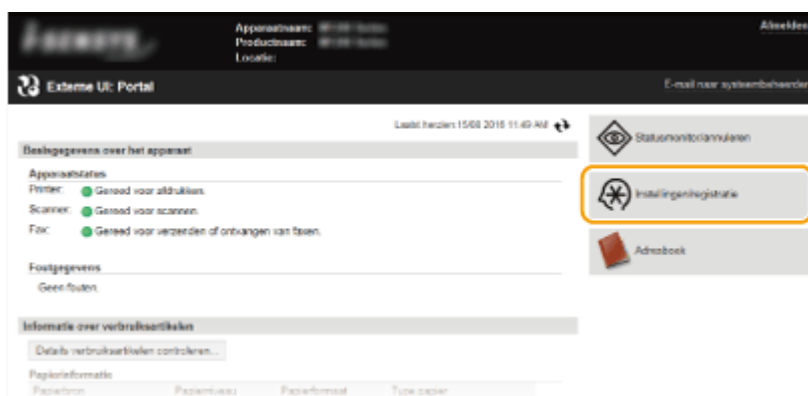 Apparaatnaam:
Productnaam:
Locatie:
Afmelden
Externe UI: Portal
E-mail naar systeembeheerder
Laatst herzien: 15/08 2016 11:49 AM
Basisgegevens over het apparaat
Apparaatstatus
Printer: Gereed voor afdrukken.
Scanner: Gereed voor scannen.
Fax: Gereed voor verzenden of ontvangen van faxen.
Foutgegevens
Geen fouten.
Informatie over verbruiksartikelen
Details verbruiksartikelen controleren...
Papierinformatie
Papierbron Papierniveau Papierformaat Type papier
Statusmonitor/annuleren
Instellingen/registratie
Adresboek